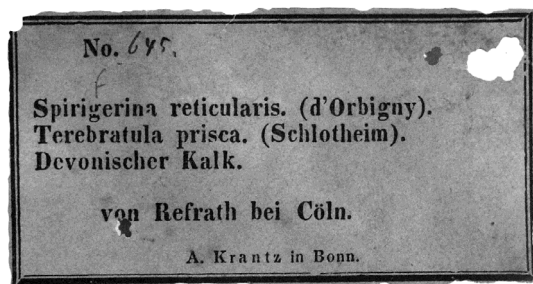 No. 645.
f
Spirigerina reticularis. (d'Orbigny).
Terebratula prisca. (Schlotheim).
Devonischer Kalk.
von Refrath bei Cöln.
A. Krantz in Bonn.